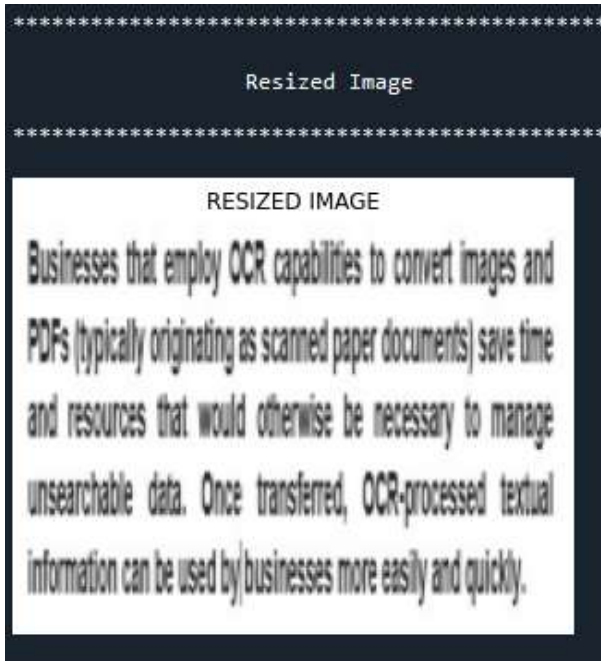 **********************************************
Resized Image
**********************************************
RESIZED IMAGE
Businesses that employ OCR capabilities to convert images and
PDFs (typically originating as scanned paper documents) save time
and resources that would otherwise be necessary to manage
unsearchable data. Once transferred, OCR-processed textual
information can be used by businesses more easily and quickly.